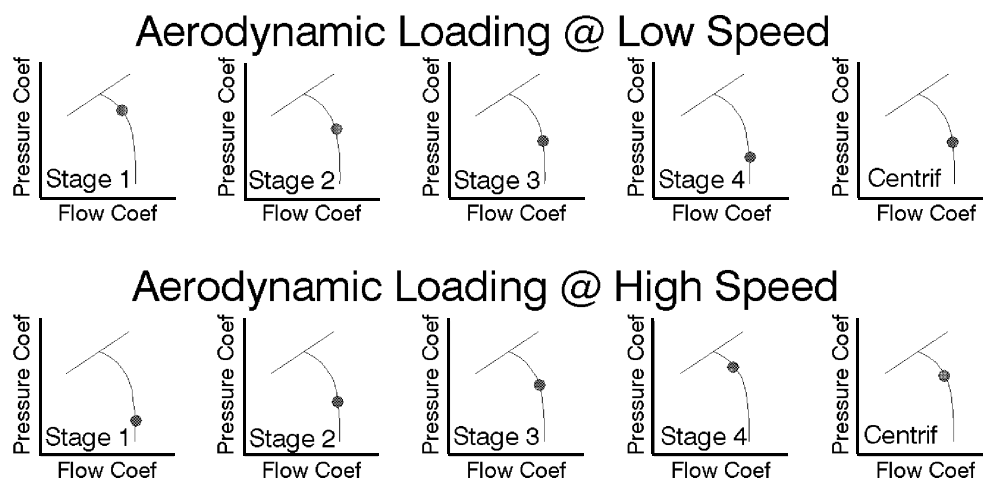 Aerodynamic Loading @ Low Speed
Pressure Coef
Stage 1
Flow Coef
Pressure Coef
Stage 2
Flow Coef
Pressure Coef
Stage 3
Flow Coef
Pressure Coef
Stage 4
Flow Coef
Pressure Coef
Centrif
Flow Coef
Aerodynamic Loading @ High Speed
Pressure Coef
Stage 1
Flow Coef
Pressure Coef
Stage 2
Flow Coef
Pressure Coef
Stage 3
Flow Coef
Pressure Coef
Stage 4
Flow Coef
Pressure Coef
Centrif
Flow Coef